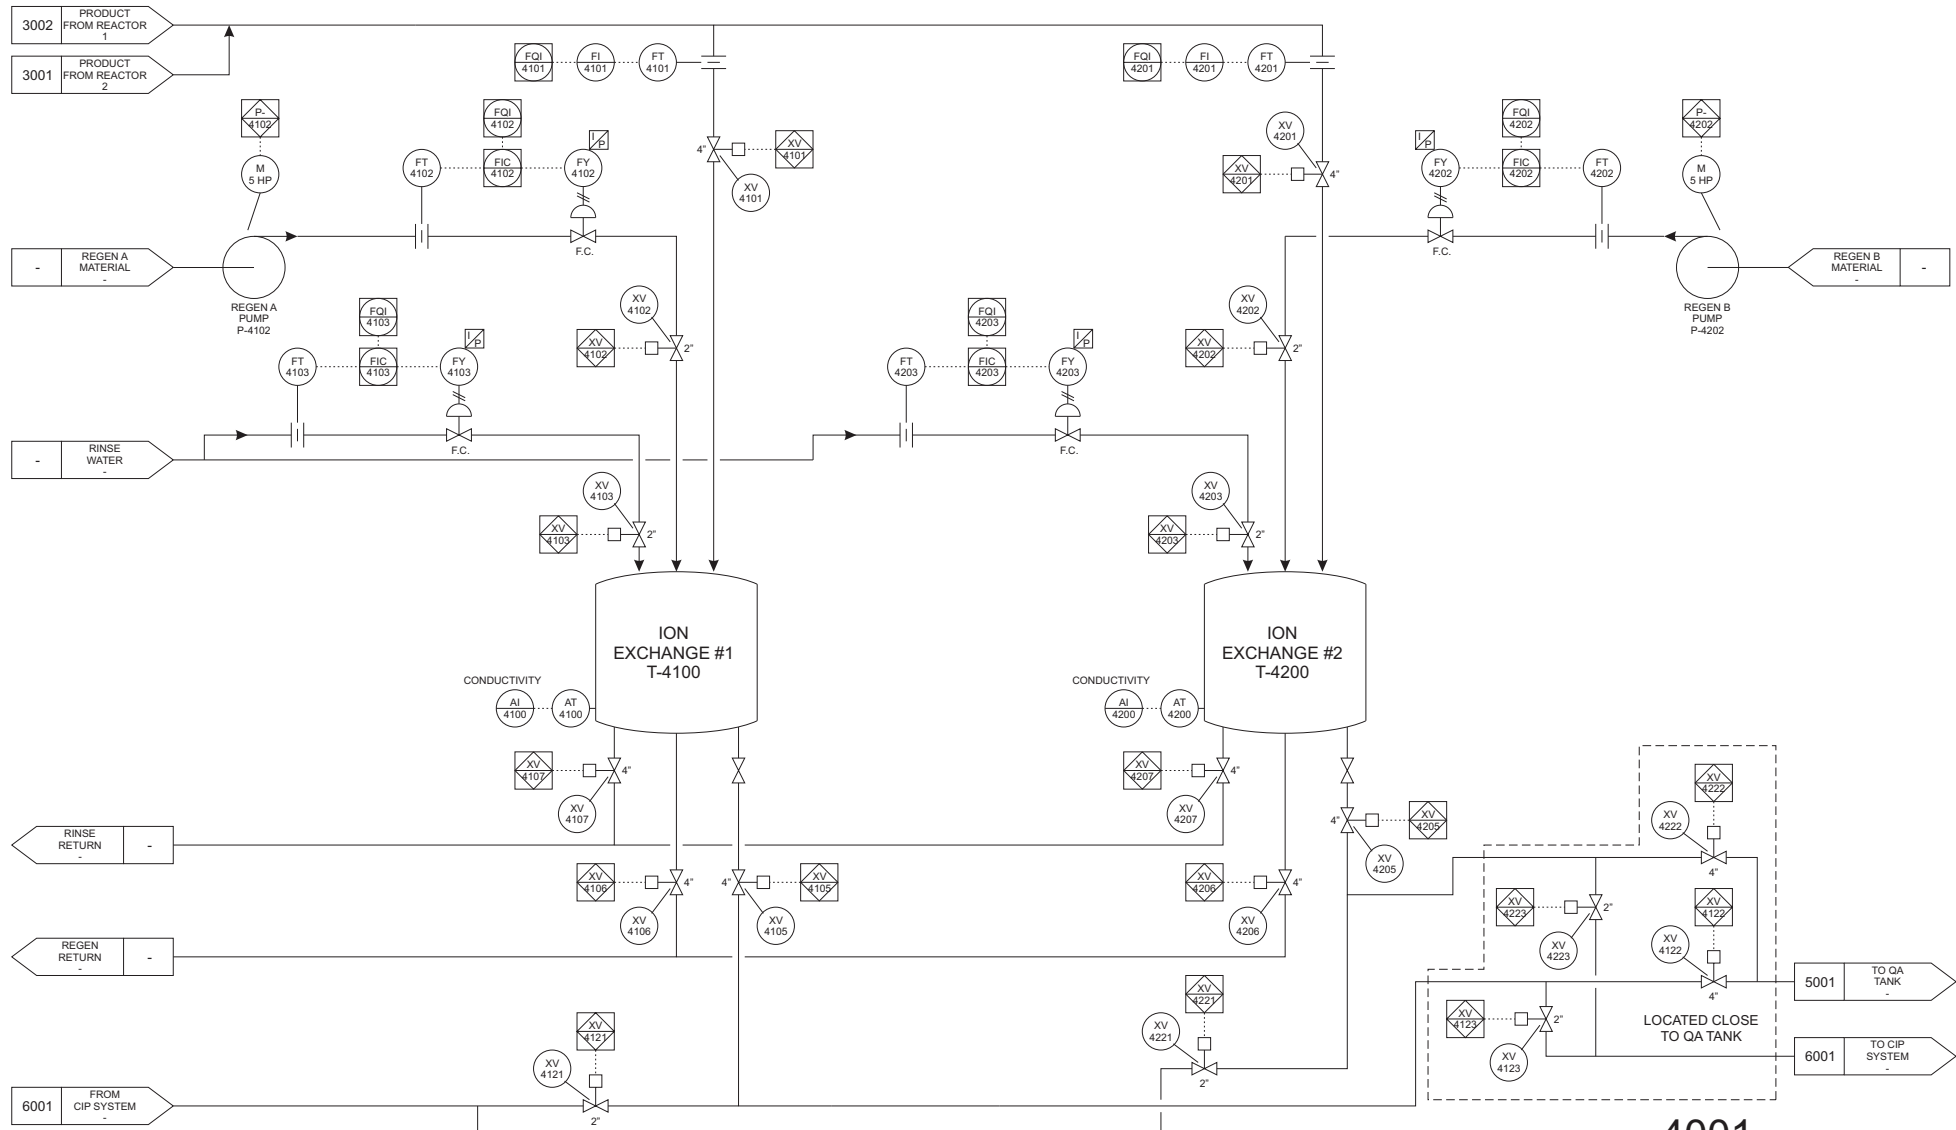 3002
PRODUCT
FROM REACTOR
1
3001
PRODUCT
FROM REACTOR
2
FQI
4101
FI
4101
FT
4101
FQI
4201
FI
4201
FT
4201
P-
4102
M
5 HP
FQI
4102
I
P
FT
4102
FIC
4102
FY
4102
F.C.
4"
XV
4101
XV
4101
XV
4201
XV
4201
4"
I
P
FY
4202
FQI
4202
FIC
4202
FT
4202
F.C.
P-
4202
M
5 HP
-
REGEN A
MATERIAL
-
REGEN A
PUMP
P-4102
REGEN B
MATERIAL
-
-
REGEN B
PUMP
P-4202
XV
4102
XV
4102
2"
XV
4202
XV
4202
2"
FQI
4103
I
P
FT
4103
FIC
4103
FY
4103
F.C.
FQI
4203
I
P
FT
4203
FIC
4203
FY
4203
F.C.
-
RINSE
WATER
-
XV
4103
XV
4103
2"
XV
4203
XV
4203
2"
ION
EXCHANGE #1
T-4100
ION
EXCHANGE #2
T-4200
CONDUCTIVITY
AI
4100
AT
4100
CONDUCTIVITY
AI
4200
AT
4200
XV
4107
4"
XV
4107
XV
4207
4"
XV
4207
4"
XV
4205
XV
4205
XV
4222
XV
4222
4"
RINSE
RETURN
-
-
XV
4106
4"
XV
4106
4"
XV
4105
XV
4105
XV
4206
4"
XV
4206
XV
4223
2"
XV
4223
XV
4122
XV
4122
4"
REGEN
RETURN
-
-
5001
TO QA
TANK
-
XV
4221
XV
4221
2"
XV
4123
2"
XV
4123
LOCATED CLOSE
TO QA TANK
6001
TO CIP
SYSTEM
-
XV
4121
XV
4121
2"
6001
FROM
CIP SYSTEM
-
4001